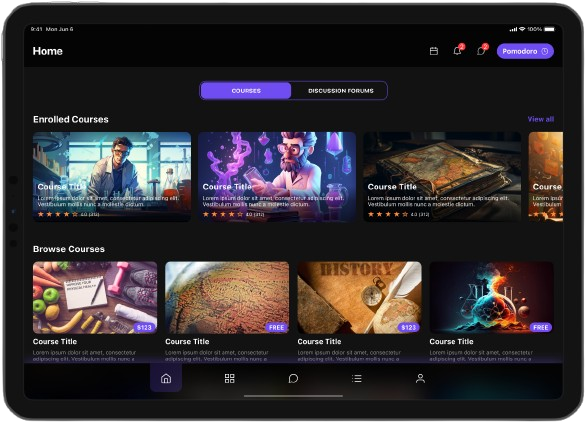 9:41 Mon Jun 6
100%
Home
2
2
Pomodoro
COURSES
DISCUSSION FORUMS
Enrolled Courses
View all
Course Title
Lorem ipsum dolor sit amet, consectetur adipiscing elit.
Vestibulum mollis nunc a molestie dictum.
4.0 (312)
Course Title
Lorem ipsum dolor sit amet, consectetur adipiscing elit.
Vestibulum mollis nunc a molestie dictum.
4.0 (312)
Course Title
Lorem ipsum dolor sit amet, consectetur adipiscing elit.
Vestibulum mollis nunc a molestie dictum.
4.0 (312)
Course
Lorem ips
Vestibulum
Browse Courses
$123
FREE
DISTORY
$123
FREE
Course Title
Lorem ipsum dolor sit amet, consectetur
adipiscing elit. Vestibulum mollis nunc a
Course Title
Lorem ipsum dolor sit amet, consectetur
adipiscing elit. Vestibulum mollis nunc a
Course Title
Lorem ipsum dolor sit amet, consectetur
adipiscing elit. Vestibulum mollis nunc a
Course Title
Lorem ipsum dolor sit amet, consectetur
adipiscing elit. Vestibulum mollis nunc a